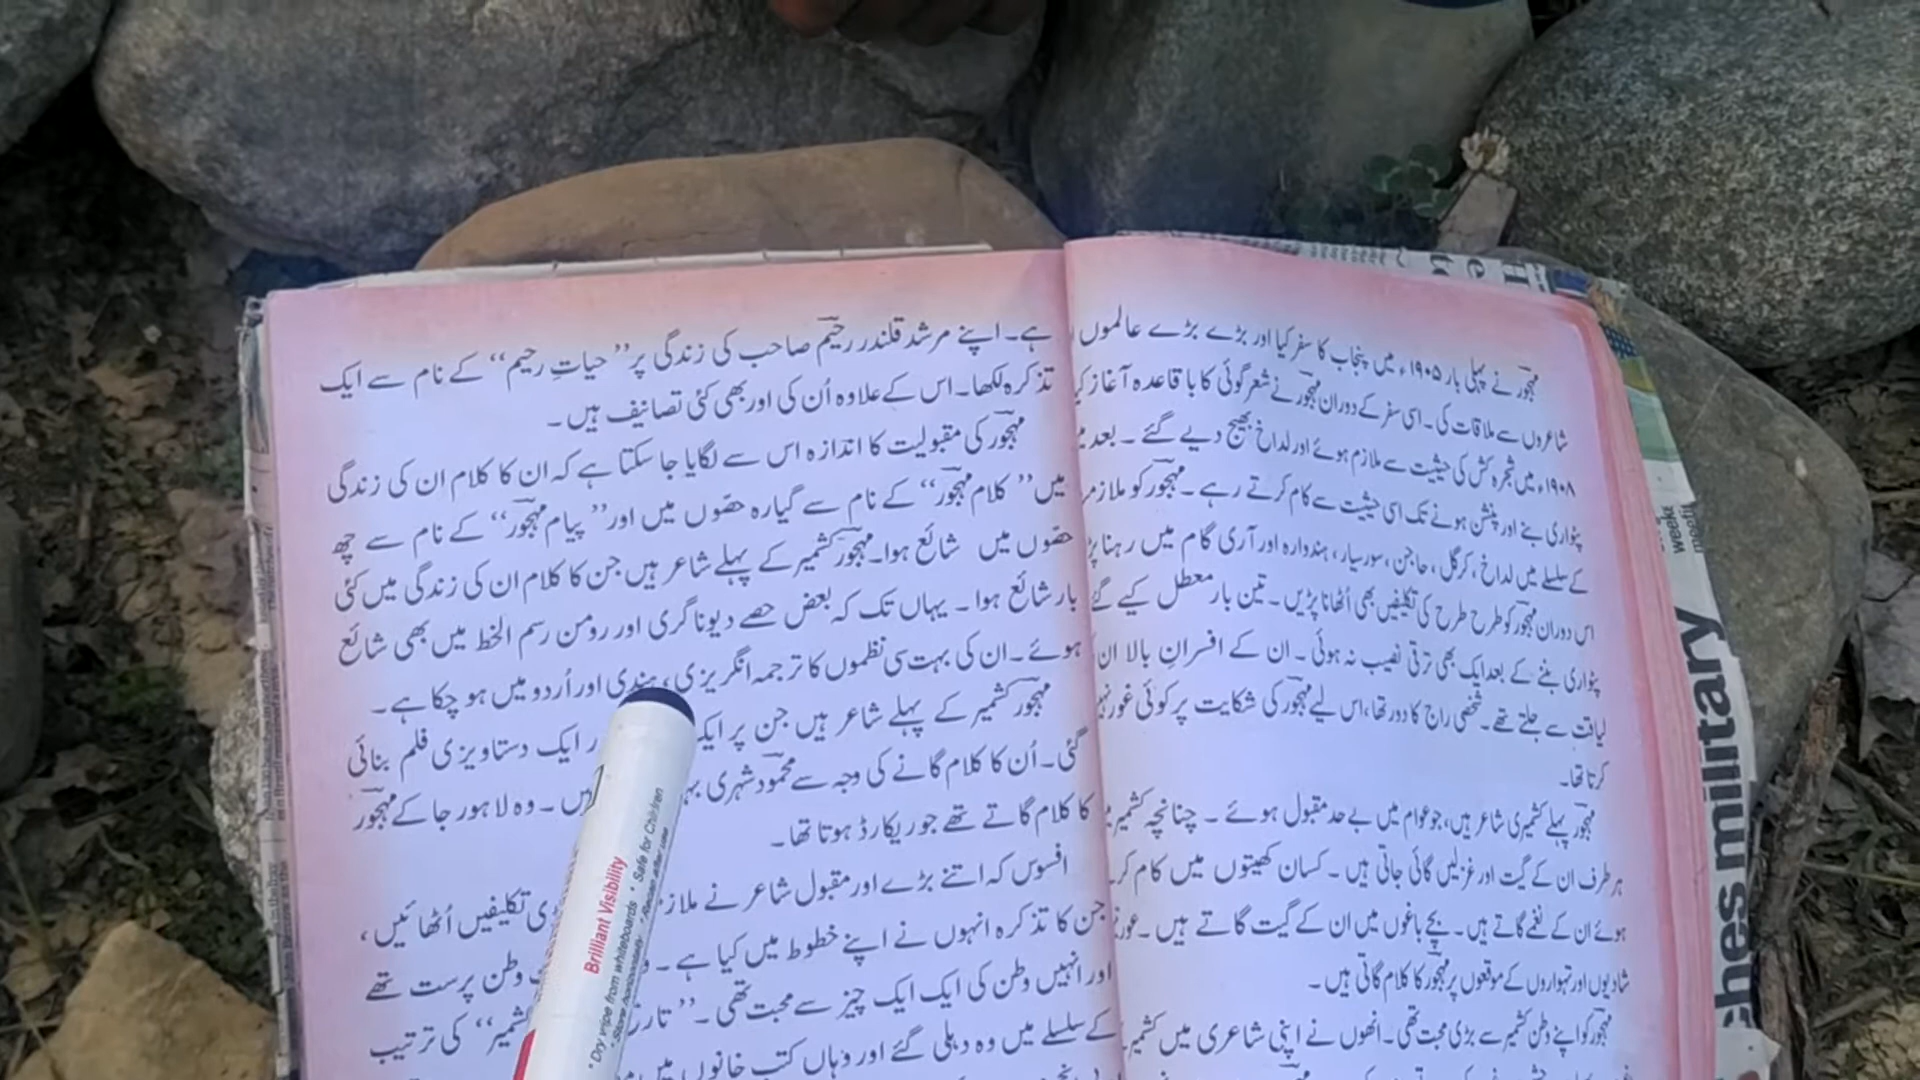 مہجور نے پہلی بار ۱۹۰۵ء میں پنجاب کا سفر کیا اور بڑے بڑے عالموں
شاعروں سے ملاقات کی۔ اسی سفر کے دوران مہجور نے شعر گوئی کا باقاعدہ آغاز کیا
۱۹۰۸ء میں شجرہ کش کی حیثیت سے ملازم ہوئے اور لداخ بھیج دیے گئے ۔ بعد
پٹواری بنے اور پنشن ہونے تک اسی حیثیت سے کام کرتے رہے ۔ مہجور کو
کے سلسلے میں لداخ ، کرگل ، حاجن ، سورسیار ، ہندوارہ اور آری گام میں رہنا
اس دوران مہجور کو طرح طرح کی تکلیفیں بھی اُٹھانا پڑیں ۔ تین بار معطل کیے گئے
پٹواری بننے کے بعد ایک بھی ترقی نصیب نہ ہوئی ۔ ان کے افسرانِ بالا ان
لیاقت سے جلتے تھے ۔ شخصی راج کا دور تھا، اس لیے مہجور کی شکایت پر کوئی غور
کرتا تھا۔
مہجور پہلے کشمیری شاعر ہیں، جو عوام میں بے حد مقبول ہوئے ۔ چنانچہ کشمیر
ہر طرف ان کے گیت اور غزلیں گائی جاتی ہیں ۔ کسان کھیتوں میں کام
ہوئے ان کے نغمے گاتے ہیں ۔ بچے باغوں میں ان کے گیت گاتے ہیں ۔
شادیوں اور تہواروں کے موقعوں پر مہجور کا کلام گاتی ہیں ۔
مہجور کو اپنے وطن کشمیر سے بڑی محبت تھی ۔ انھوں نے اپنی شاعری میں کشمیر
ہے۔ اپنے مرشد قلندر رحیم صاحب کی زندگی پر ’’حیاتِ رحیم‘‘ کے نام سے ایک
تذکرہ لکھا۔ اس کے علاوہ اُن کی اور بھی کئی تصانیف ہیں ۔
مہجور کی مقبولیت کا اندازہ اس سے لگایا جا سکتا ہے کہ ان کا کلام ان کی زندگی
میں ’’کلام مہجور‘‘ کے نام سے گیارہ حصّوں میں اور ’’پیام مہجور‘‘ کے نام سے چھ
حصّوں میں شائع ہوا۔ مہجور کشمیر کے پہلے شاعر ہیں جن کا کلام ان کی زندگی میں کئی
بار شائع ہوا ۔ یہاں تک کہ بعض حصے دیوناگری اور رومن رسم الخط میں بھی شائع
ہوئے ۔ ان کی بہت سی نظموں کا ترجمہ انگریزی، ہندی اور اُردو میں ہو چکا ہے ۔
مہجور کشمیر کے پہلے شاعر ہیں جن پر ایک ایک دستاویزی فلم بنائی
گئی ۔ اُن کا کلام گانے کی وجہ سے محمود شہری ۔ وہ لاہور جا کے مہجور
کا کلام گاتے تھے جو ریکارڈ ہوتا تھا۔
افسوس کہ اتنے بڑے اور مقبول شاعر نے تکلیفیں اُٹھائیں ،
جن کا تذکرہ انہوں نے اپنے خطوط میں کیا ہے ۔ وطن پرست تھے
اور انہیں وطن کی ایک ایک چیز سے محبت تھی ۔ کشمیر‘‘ کی ترتیب
کے سلسلے میں وہ دہلی گئے اور وہاں کتب خانوں میں
Brilliant Visibility
Dry wipe from whiteboards • Safe for Children
ches military